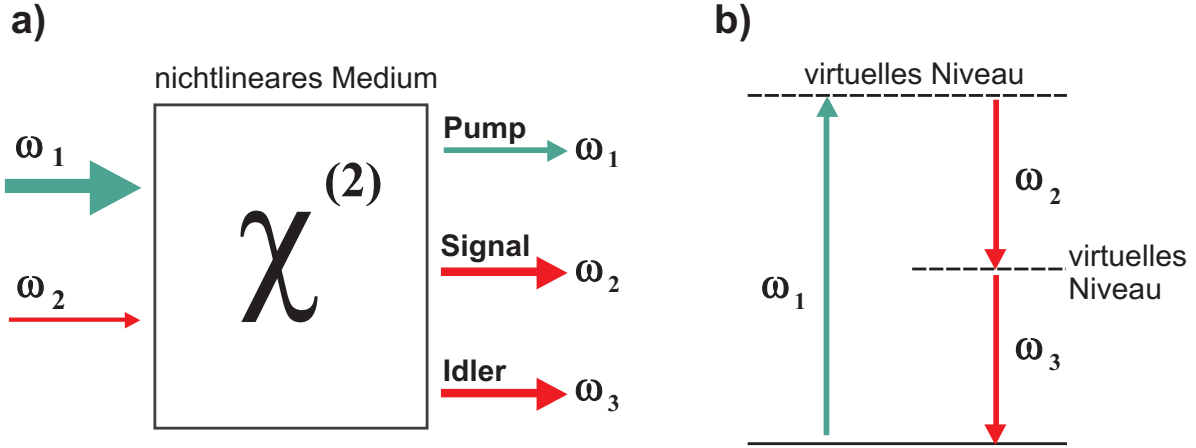 a)
nichtlineares Medium
ω1
ω2
χ(2)
Pump
ω1
Signal
ω2
Idler
ω3
b)
virtuelles Niveau
ω1
ω2
virtuelles
Niveau
ω3